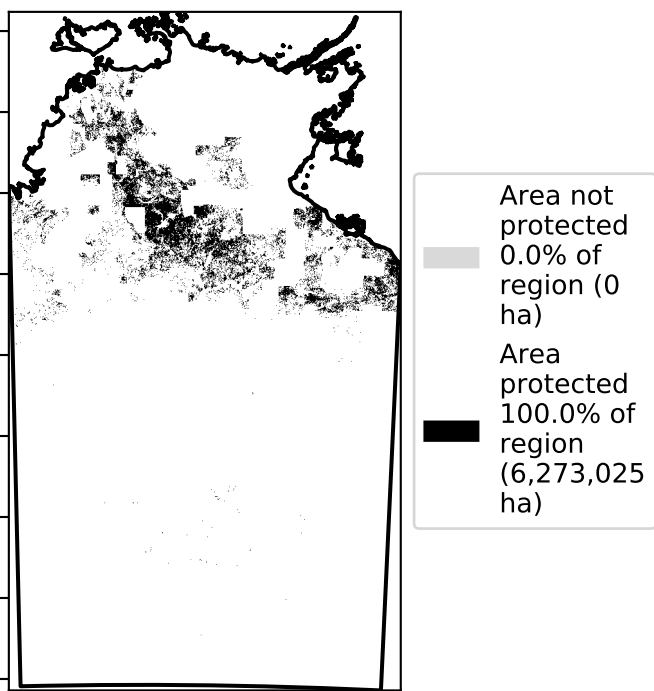 Area not
protected
0.0% of
region (0
ha)
Area
protected
100.0% of
region
(6,273,025
ha)